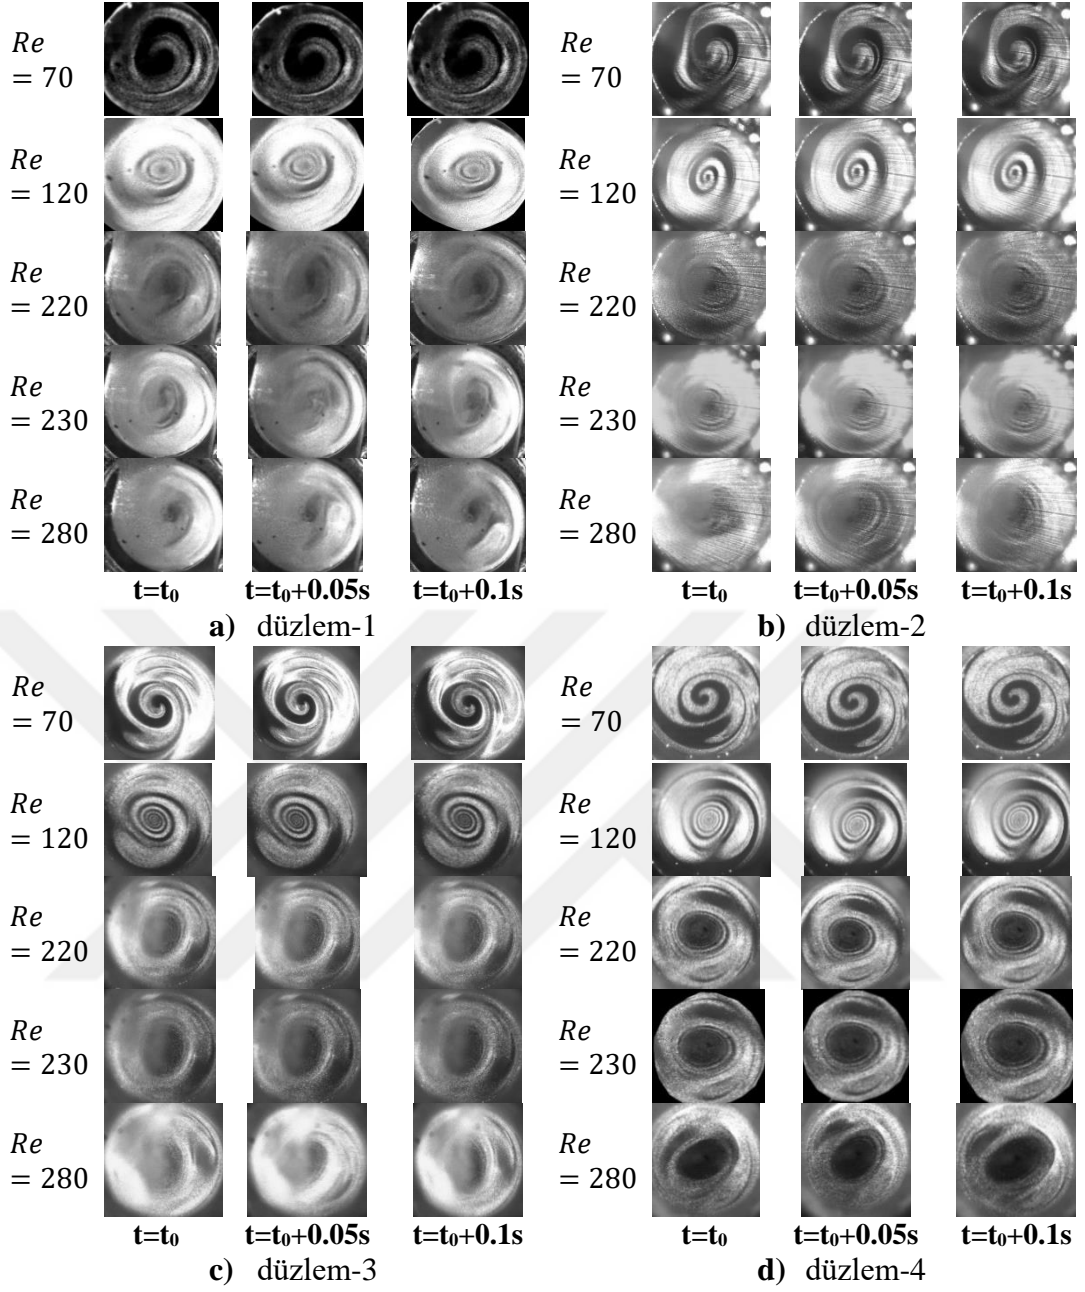 Re
= 70
Re
= 120
Re
= 220
Re
= 230
Re
= 280
t=t₀ t=t₀+0.05s t=t₀+0.1s
a) düzlem-1
Re
= 70
Re
= 120
Re
= 220
Re
= 230
Re
= 280
t=t₀ t=t₀+0.05s t=t₀+0.1s
b) düzlem-2
Re
= 70
Re
= 120
Re
= 220
Re
= 230
Re
= 280
t=t₀ t=t₀+0.05s t=t₀+0.1s
c) düzlem-3
Re
= 70
Re
= 120
Re
= 220
Re
= 230
Re
= 280
t=t₀ t=t₀+0.05s t=t₀+0.1s
d) düzlem-4